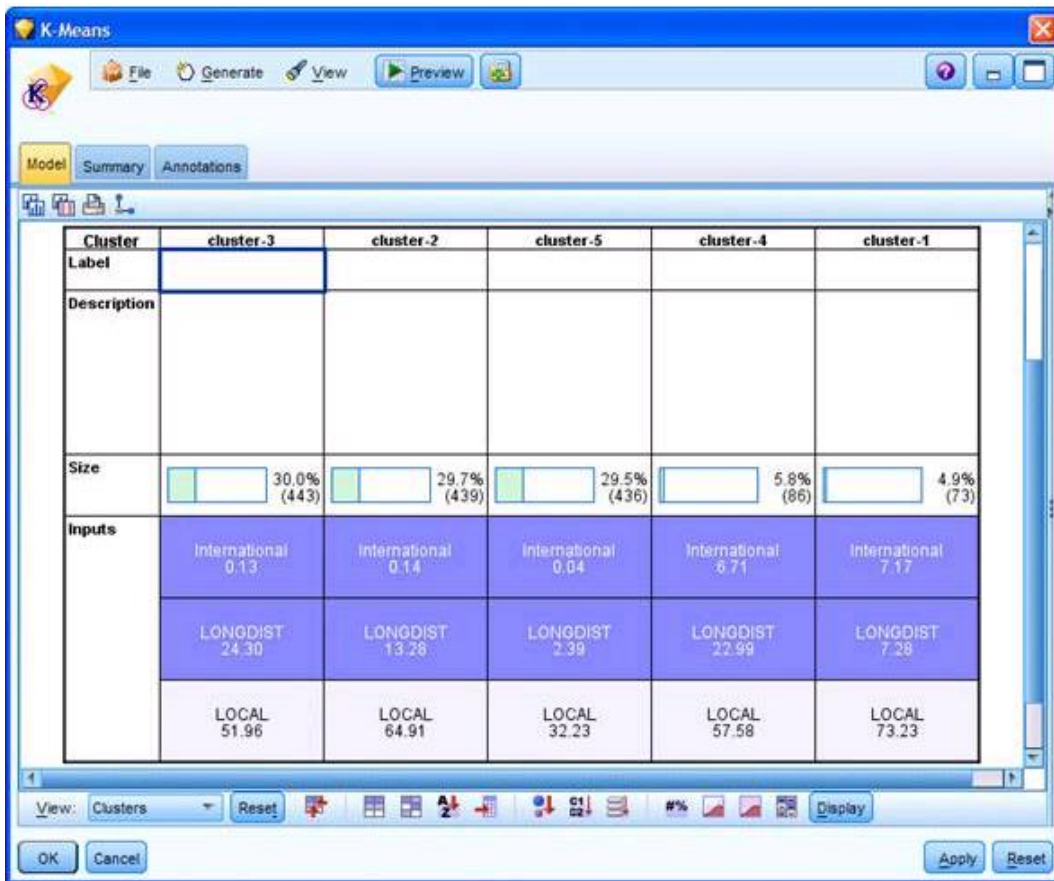 K-Means
File Generate View Preview
Model Summary Annotations
Cluster cluster-3 cluster-2 cluster-5 cluster-4 cluster-1
Label
Description
Size
30.0% 29.7% 29.5% 5.8% 4.9%
(443) (439) (436) (86) (73)
Inputs
International International International International International
0.13 0.14 0.04 6.71 7.17
LONGDIST LONGDIST LONGDIST LONGDIST LONGDIST
24.30 13.28 2.39 22.99 7.28
LOCAL LOCAL LOCAL LOCAL LOCAL
51.96 64.91 32.23 57.58 73.23
View: Clusters Reset A Z C1 C2 #% Display
OK Cancel Apply Reset